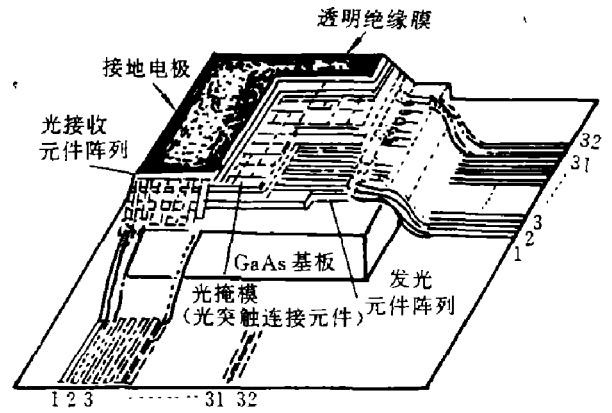 透明绝缘膜
接地电极
光接收
元件阵列
32
31
3
2
1
GaAs 基板
光掩模
(光突触连接元件)
发光
元件阵列
1 2 3 ········ 31 32